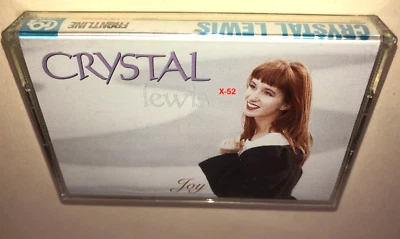 FRONTLINE
CRYSTAL LEWIS
CRYSTAL
lewis
X-52
Joy